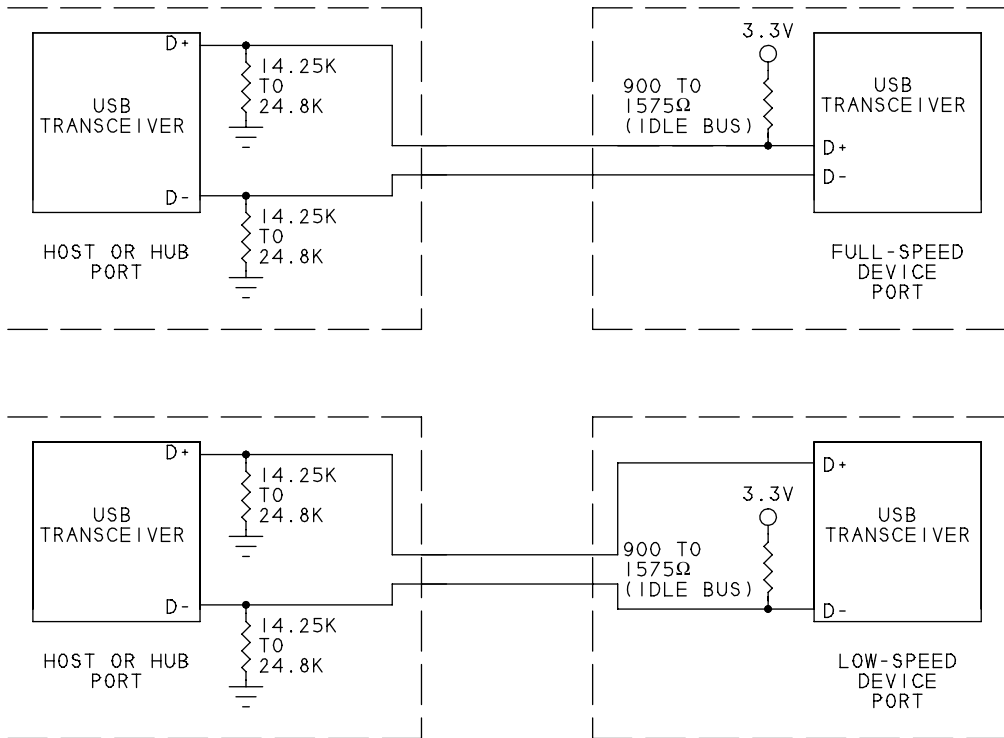 D+
14.25K
TO
24.8K
USB
TRANSCEIVER
D-
14.25K
TO
24.8K
HOST OR HUB
PORT
3.3V
900 TO
1575Ω
(IDLE BUS)
USB
TRANSCEIVER
D+
D-
FULL-SPEED
DEVICE
PORT
D+
14.25K
TO
24.8K
USB
TRANSCEIVER
D-
14.25K
TO
24.8K
HOST OR HUB
PORT
3.3V
900 TO
1575Ω
(IDLE BUS)
D+
USB
TRANSCEIVER
D-
LOW-SPEED
DEVICE
PORT